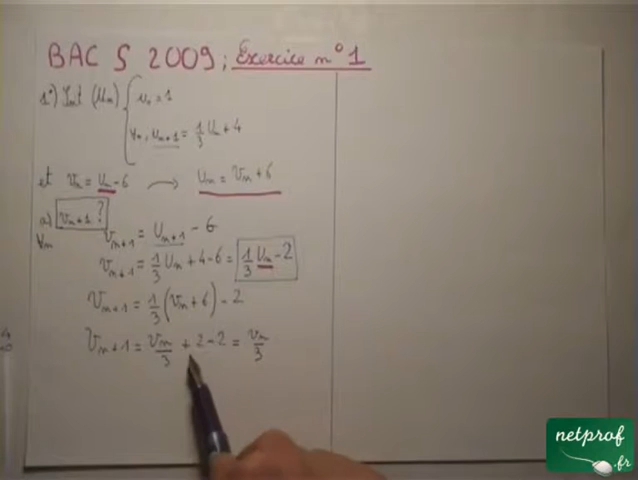 BAC S 2009; Exercice n°1
1°) Soit (Un) { u₀ = 1
∀n, Un+1 = 1/3 Un + 4
et Vn = Un - 6 → Un = Vn + 6
a) Vn+1 ?
∀n Vn+1 = Un+1 - 6
Vn+1 = 1/3 Un + 4 - 6 = 1/3 Un - 2
Vn+1 = 1/3 (Vn + 6) - 2
Vn+1 = Vn/3 + 2 - 2 = Vn/3
netprof
.fr